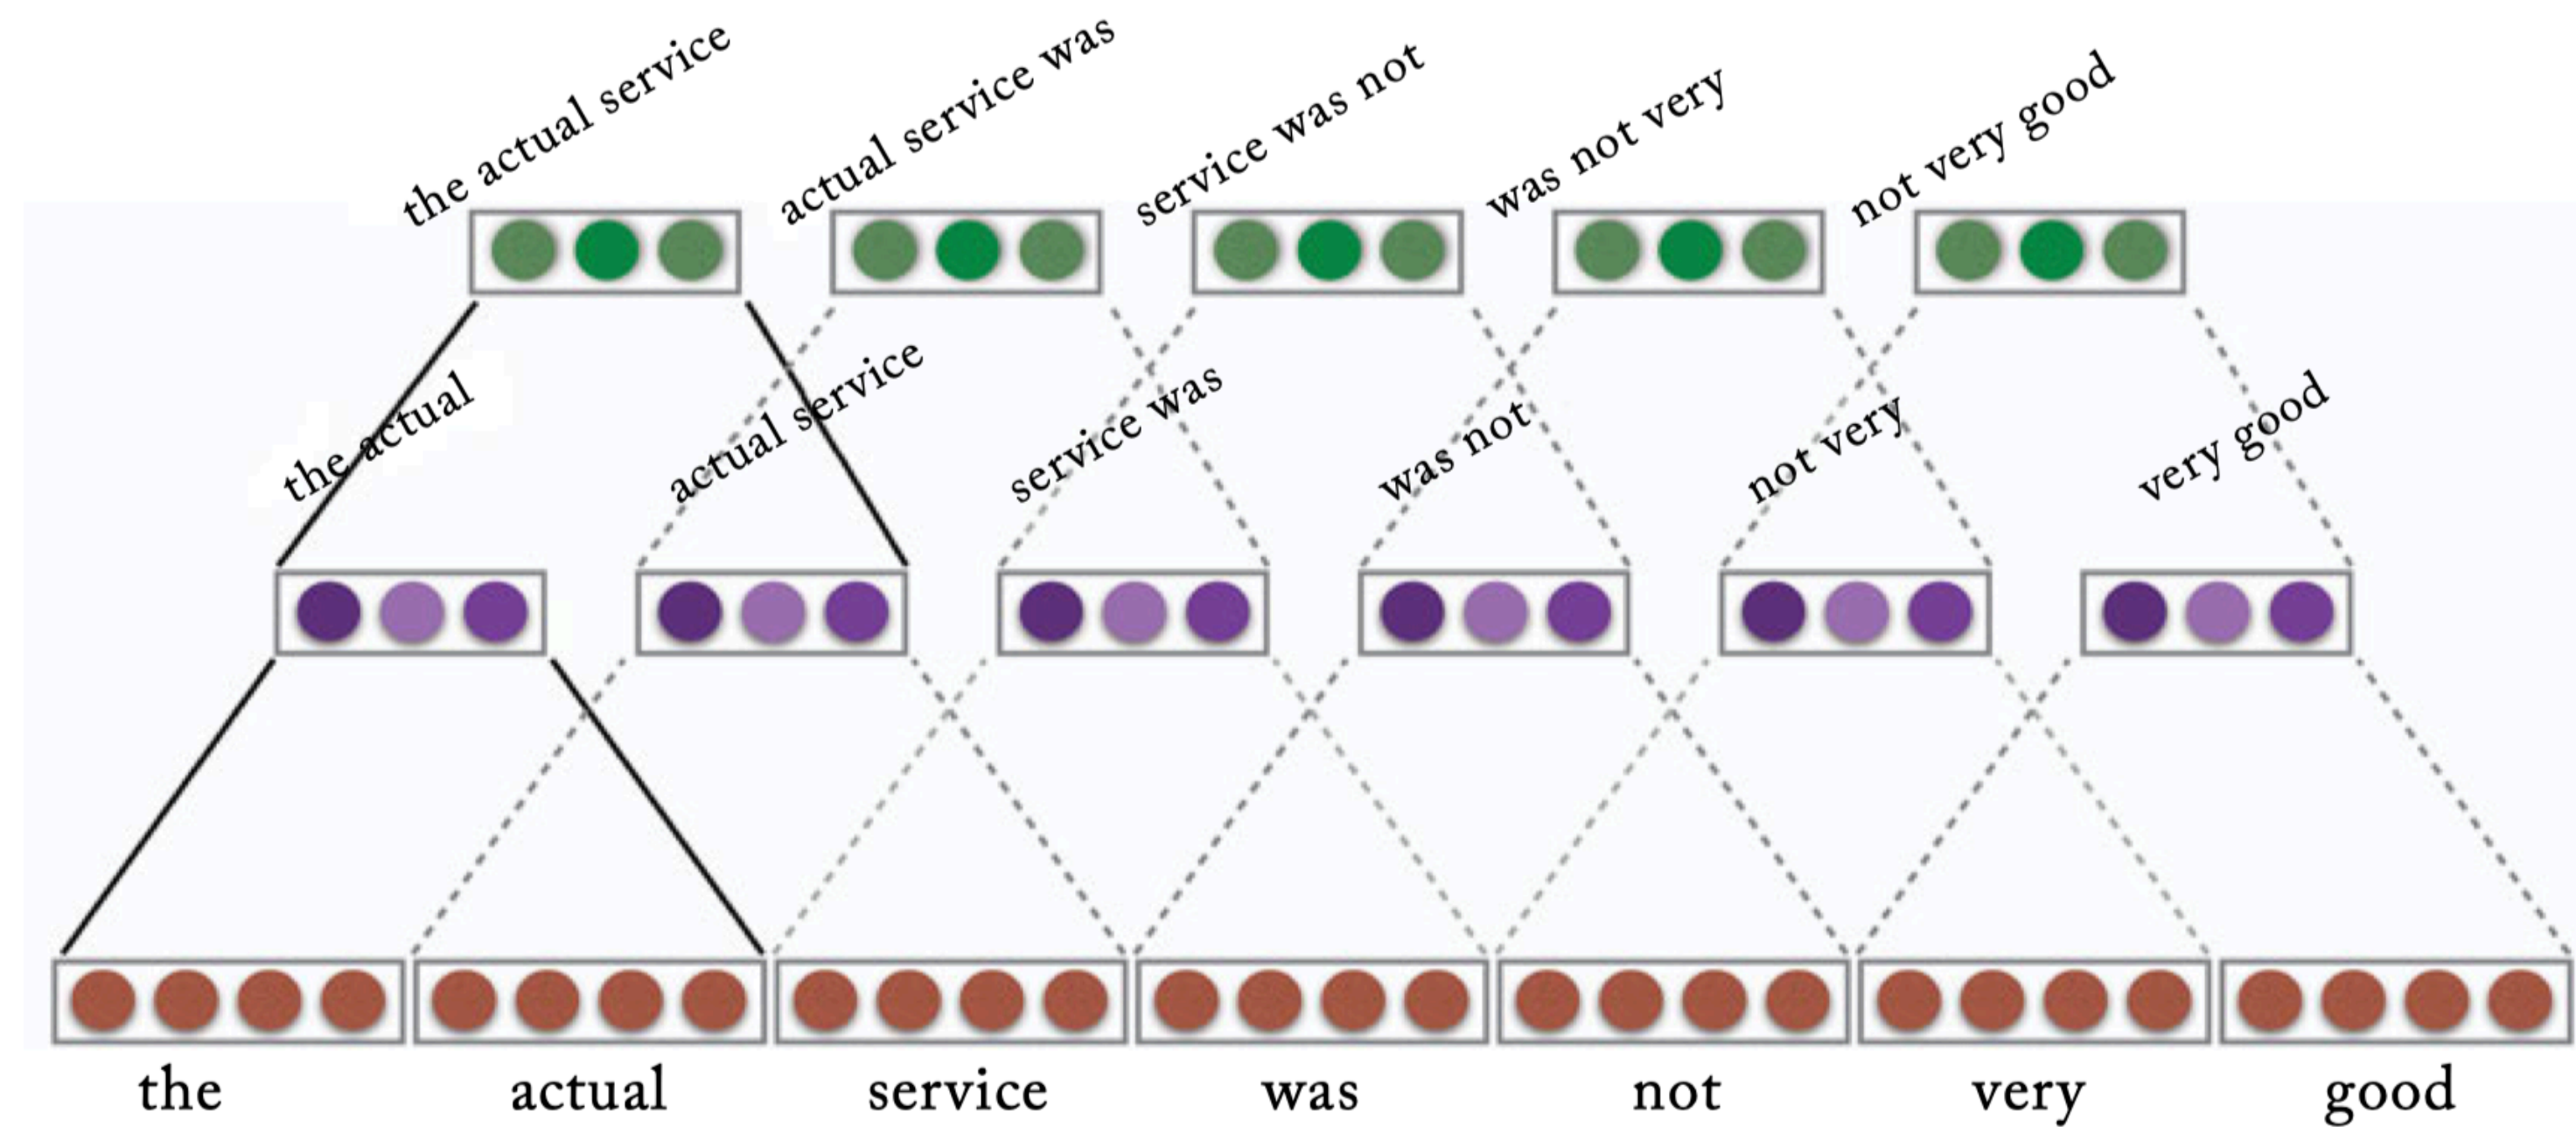 the actual service
actual service was
service was not
was not very
not very good
the actual
actual service
service was
was not
not very
very good
the
actual
service
was
not
very
good